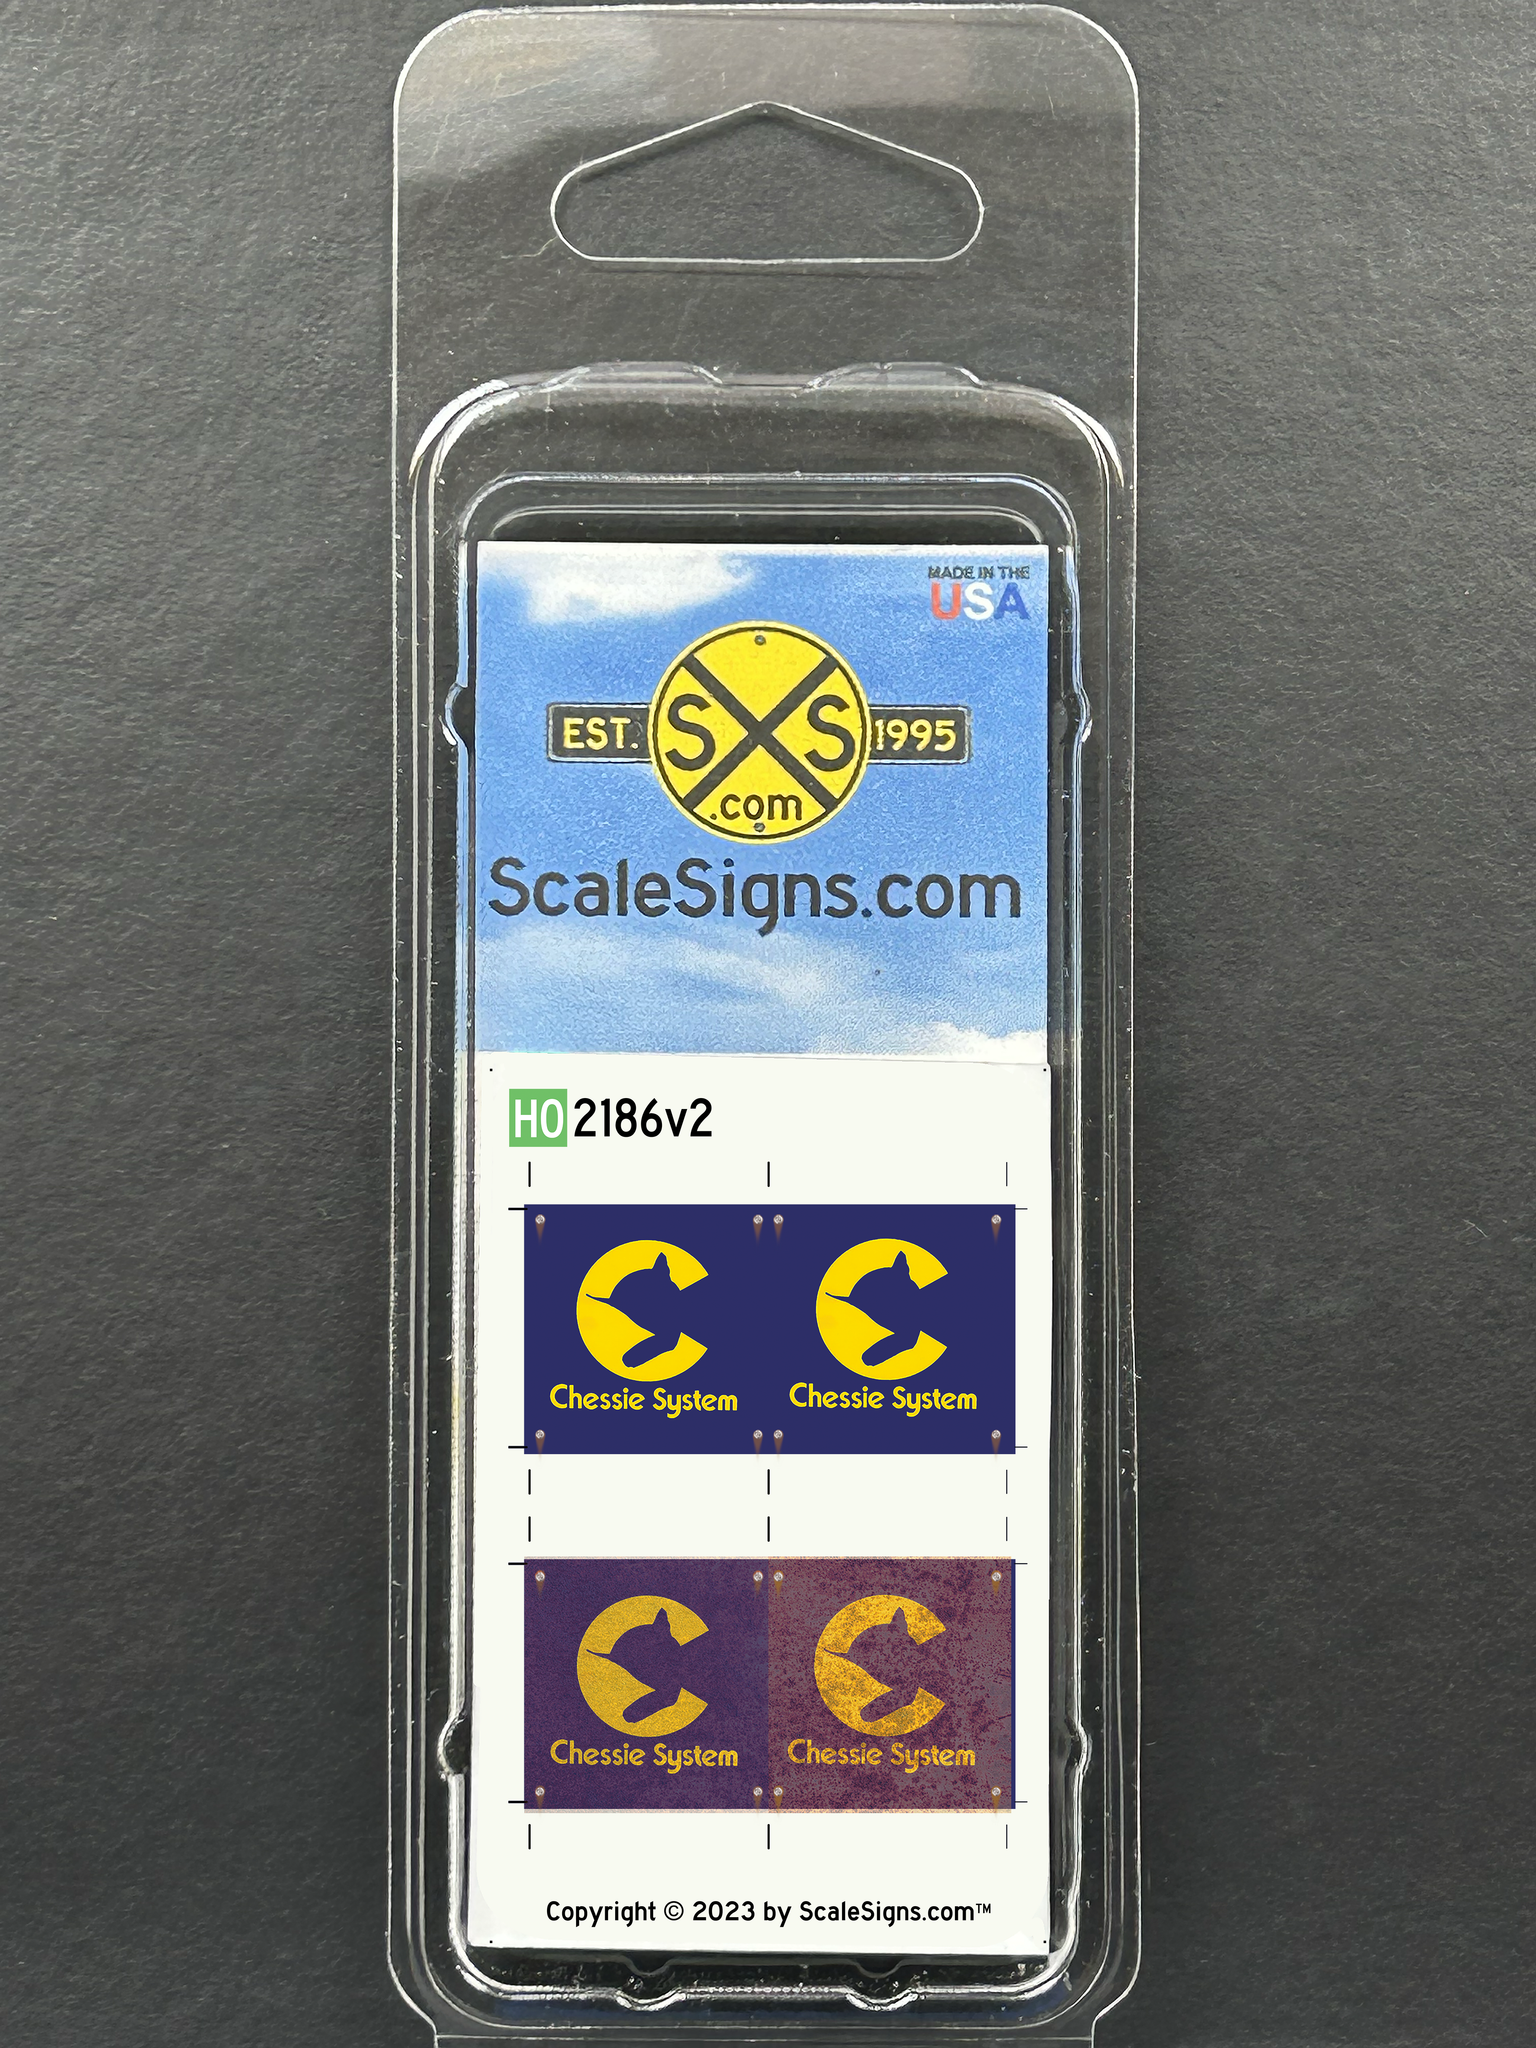 MADE IN THE
USA
EST. S S 1995
.com
ScaleSigns.com
HO 2186v2
Chessie System Chessie System
Chessie System Chessie System
Copyright © 2023 by ScaleSigns.com™